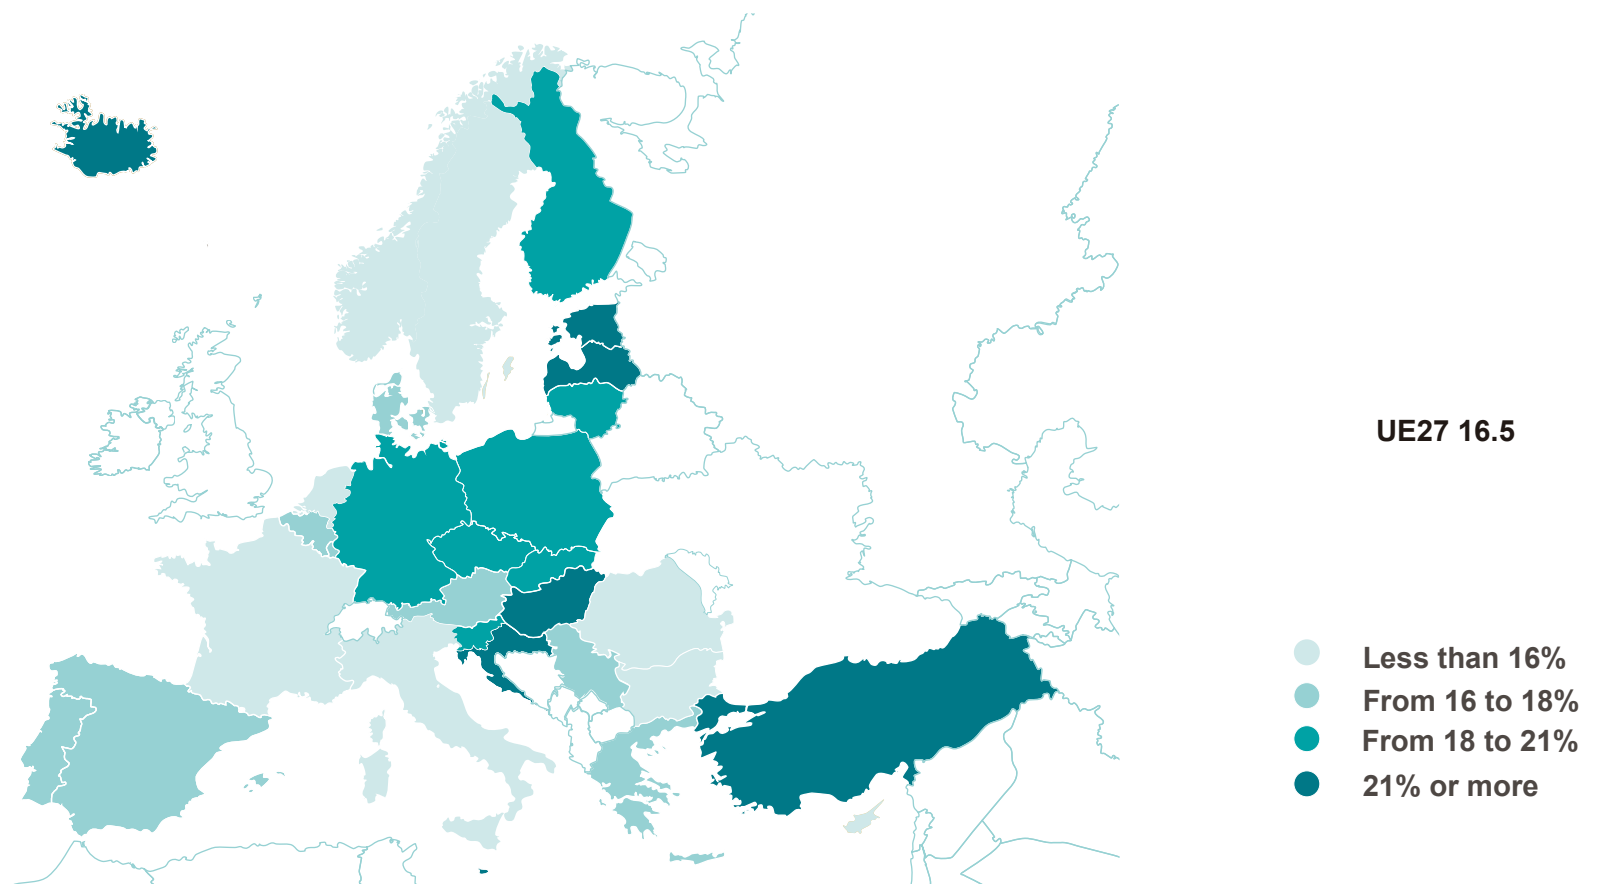 UE27 16.5
Less than 16%
From 16 to 18%
From 18 to 21%
21% or more